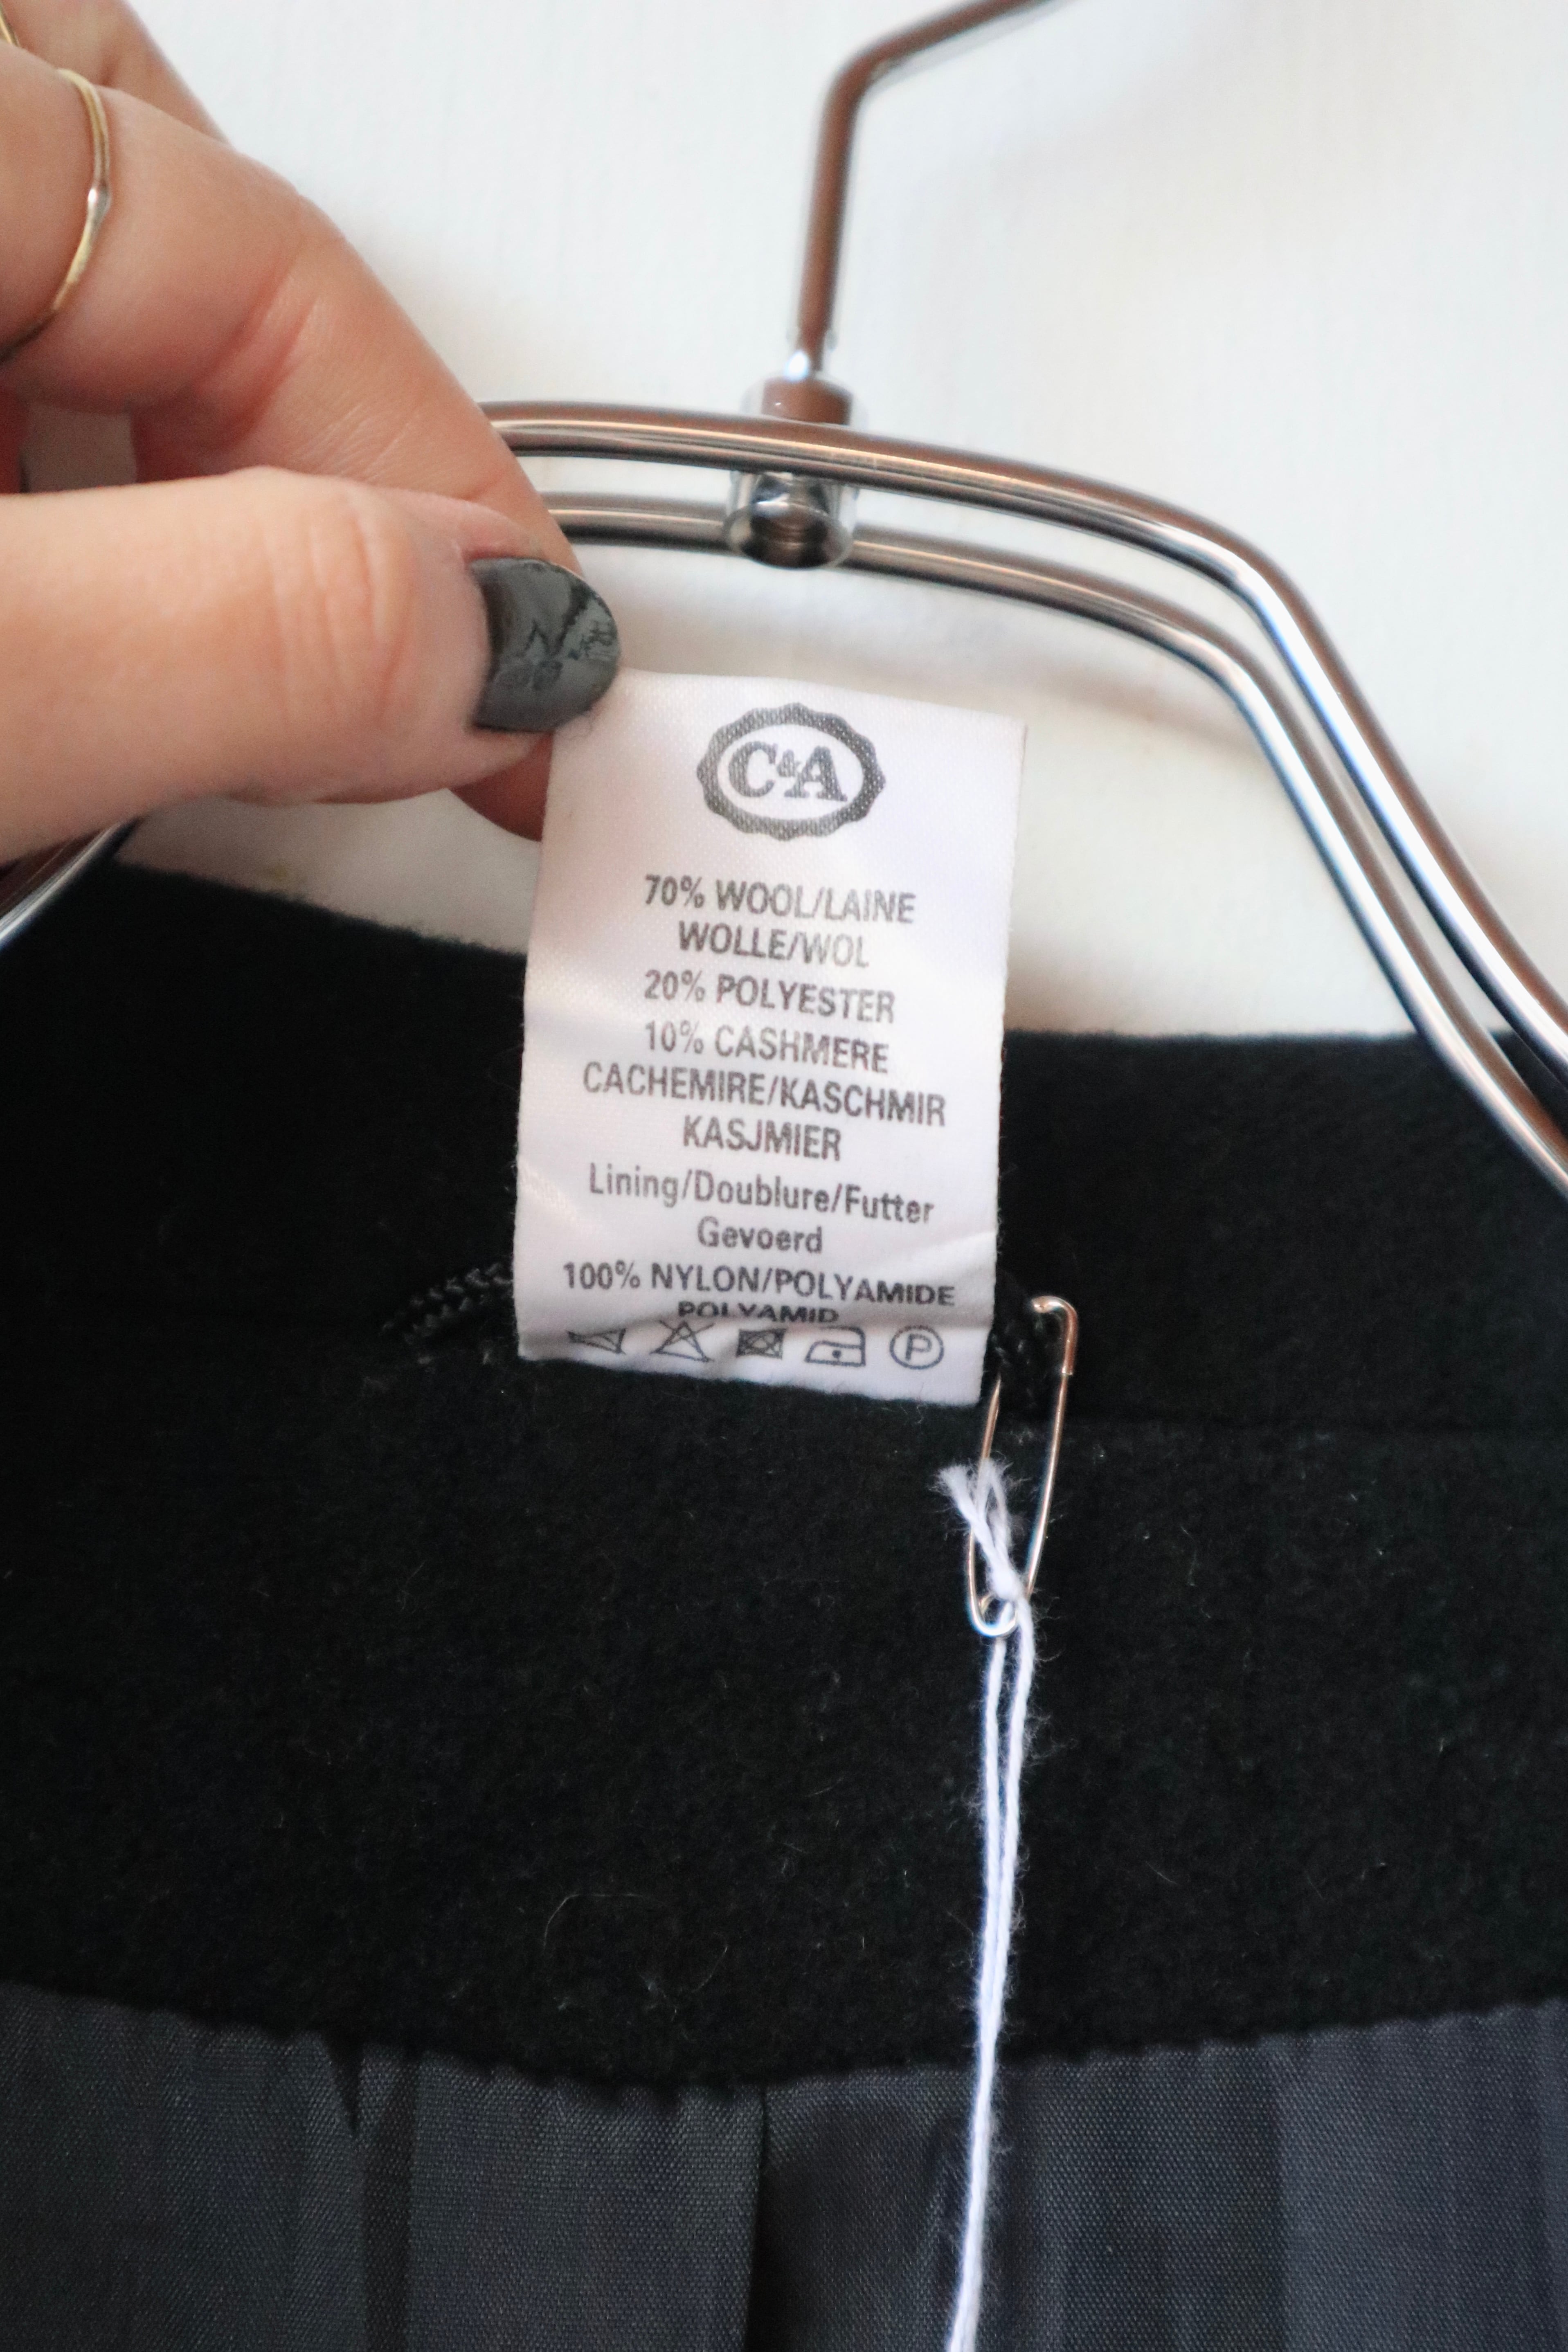 C&A
70% WOOL/LAINE
WOLLE/WOL
20% POLYESTER
10% CASHMERE
CACHEMIRE/KASCHMIR
KASJMIER
Lining/Doublure/Futter
Gevoerd
100% NYLON/POLYAMIDE
POLYAMID
P